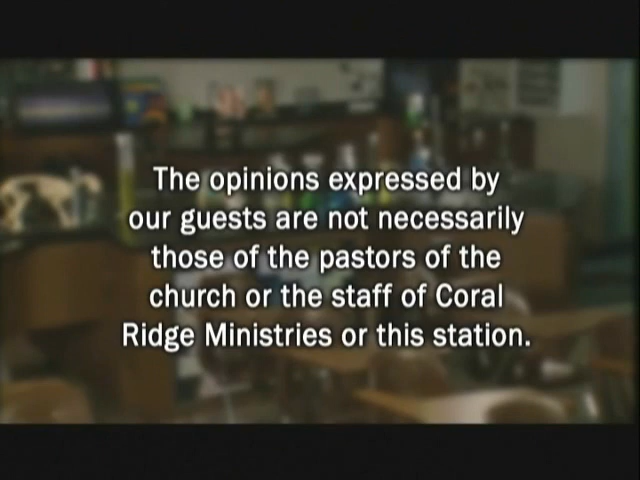 The opinions expressed by
our guests are not necessarily
those of the pastors of the
church or the staff of Coral
Ridge Ministries or this station.